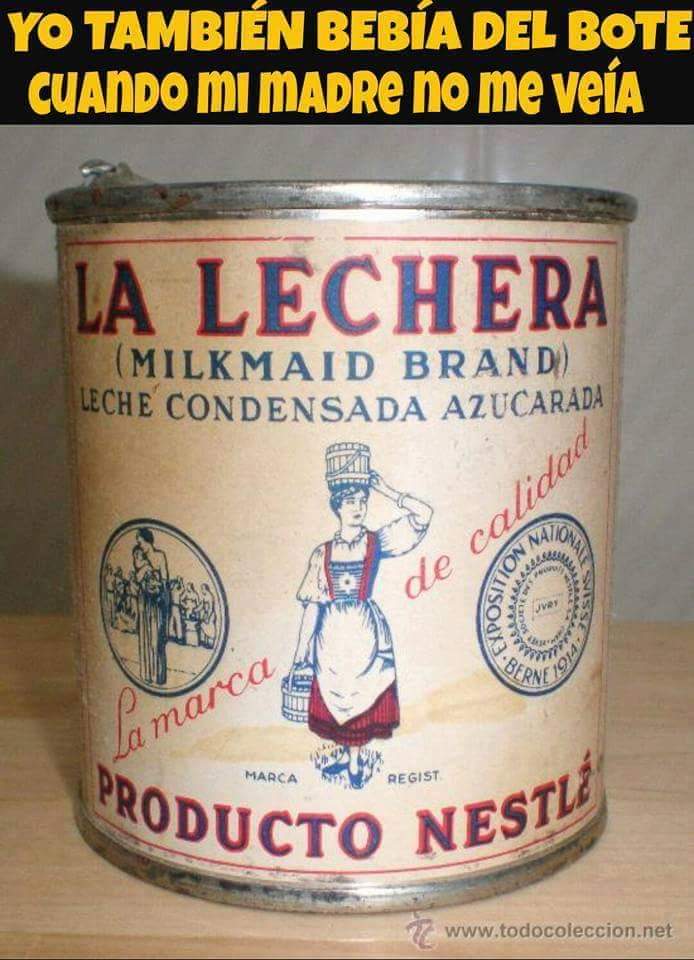 YO TAMBIÉN BEBÍA DEL BOTE
CUANDO MI MADRE NO ME VEÍA
LA LECHERA
(MILKMAID BRAND)
LECHE CONDENSADA AZUCARADA
La marca de calidad
EXPOSITION NATIONALE SUISSE
BERNE 1914
JURY
MARCA REGIST.
PRODUCTO NESTLÉ
www.todocoleccion.net